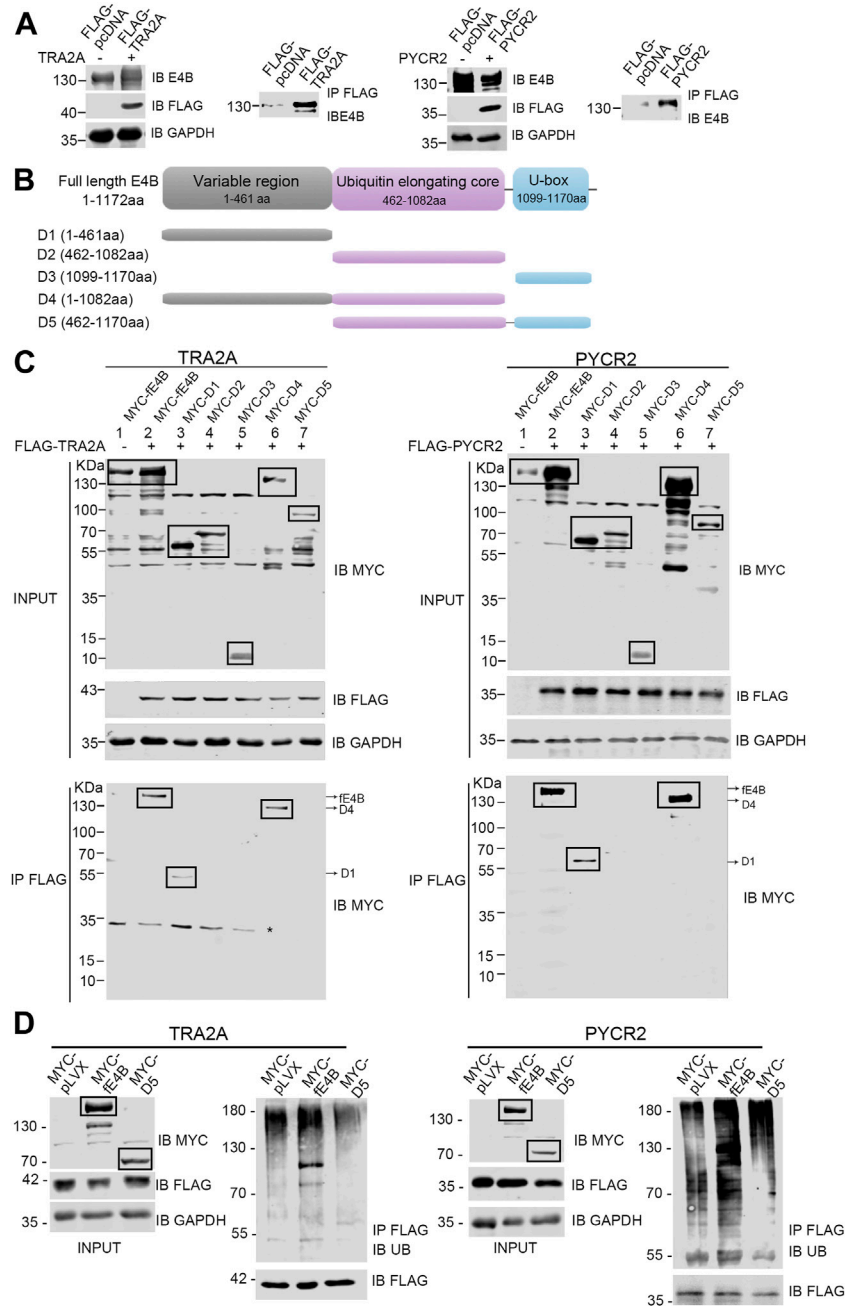 A
FLAG-pcDNA
FLAG-TRA2A
TRA2A - +
130 IB E4B
40 IB FLAG
35 IB GAPDH
FLAG-pcDNA
FLAG-TRA2A
130
IP FLAG
IBE4B
FLAG-pcDNA
FLAG-PYCR2
PYCR2 - +
130 IB E4B
35 IB FLAG
35 IB GAPDH
FLAG-pcDNA
FLAG-PYCR2
130
IP FLAG
IB E4B
B
Full length E4B
1-1172aa
Variable region
1-461 aa
Ubiquitin elongating core
462-1082aa
U-box
1099-1170aa
D1 (1-461aa)
D2 (462-1082aa)
D3 (1099-1170aa)
D4 (1-1082aa)
D5 (462-1170aa)
C
TRA2A
MYC-fE4B
MYC-fE4B
MYC-D1
MYC-D2
MYC-D3
MYC-D4
MYC-D5
1 2 3 4 5 6 7
FLAG-TRA2A - + + + + + +
KDa
130
100
70
55
35
15
10
INPUT
IB MYC
43
IB FLAG
35
IB GAPDH
KDa
130
100
70
55
35
15
10
IP FLAG
fE4B
D4
D1
IB MYC
*
PYCR2
MYC-fE4B
MYC-fE4B
MYC-D1
MYC-D2
MYC-D3
MYC-D4
MYC-D5
1 2 3 4 5 6 7
FLAG-PYCR2 - + + + + + +
KDa
130
100
70
55
35
15
10
INPUT
IB MYC
35
IB FLAG
35
IB GAPDH
KDa
130
100
70
55
35
15
10
IP FLAG
fE4B
D4
D1
IB MYC
D
TRA2A
MYC-pLVX
MYC-fE4B
MYC-D5
130
70
IB MYC
42
IB FLAG
35
IB GAPDH
INPUT
MYC-pLVX
MYC-fE4B
MYC-D5
180
130
70
55
IP FLAG
IB UB
42
IB FLAG
PYCR2
MYC-pLVX
MYC-fE4B
MYC-D5
130
70
IB MYC
35
IB FLAG
35
IB GAPDH
INPUT
MYC-pLVX
MYC-fE4B
MYC-D5
180
130
70
55
IP FLAG
IB UB
35
IB FLAG